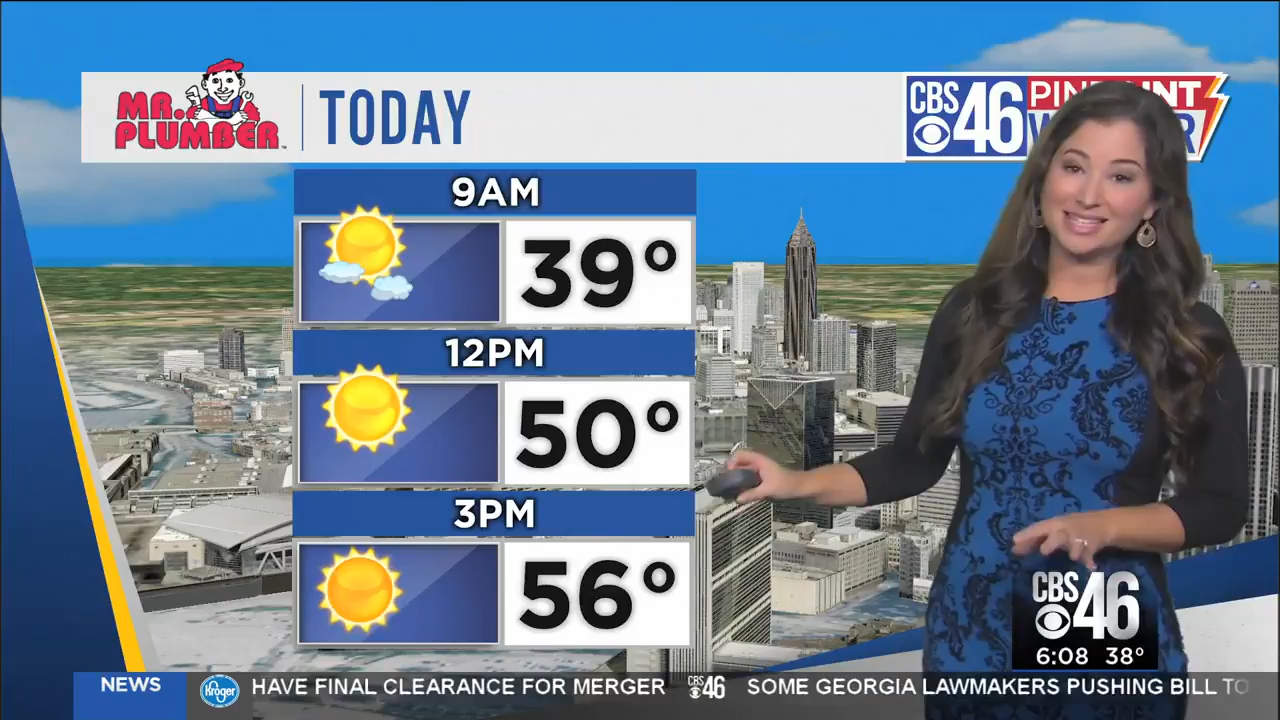 MR. PLUMBER™
TODAY
CBS 46
9AM
39°
12PM
50°
3PM
56°
CBS 46
6:08 38°
NEWS
Kroger
HAVE FINAL CLEARANCE FOR MERGER
CBS 46
SOME GEORGIA LAWMAKERS PUSHING BILL TO